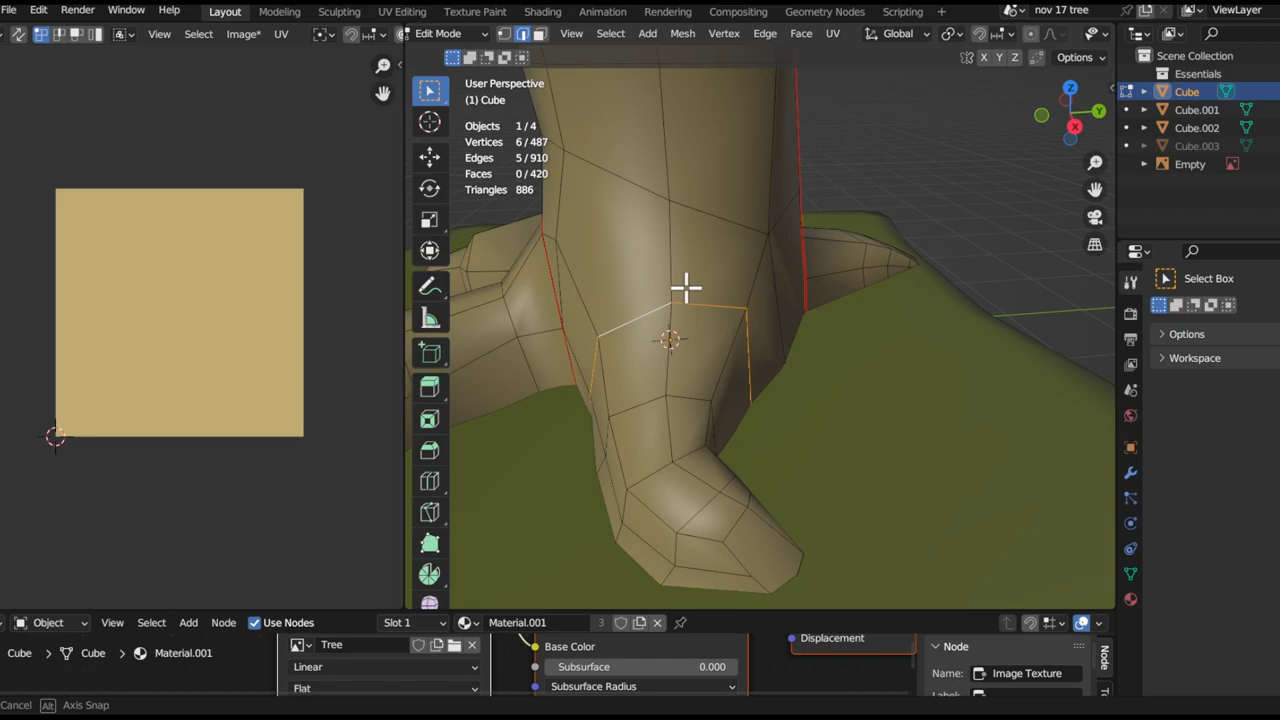 File Edit Render Window Help Layout Modeling Sculpting UV Editing Texture Paint Shading Animation Rendering Compositing Geometry Nodes Scripting + nov 17 tree ViewLayer
View Select Image* UV Edit Mode View Select Add Mesh Vertex Edge Face UV Global
X Y Z Options
User Perspective
(1) Cube
Objects 1 / 4
Vertices 6 / 487
Edges 5 / 910
Faces 0 / 420
Triangles 886
Z
Y
X
Scene Collection
Essentials
Cube
Cube.001
Cube.002
Cube.003
Empty
Select Box
Options
Workspace
Object View Select Add Node Use Nodes Slot 1 Material.001 3
Cube Cube Material.001
Tree
Linear
Flat
Base Color
Subsurface 0.000
Subsurface Radius
Displacement
Node
Name: Image Texture
Node
Cancel Alt Axis Snap